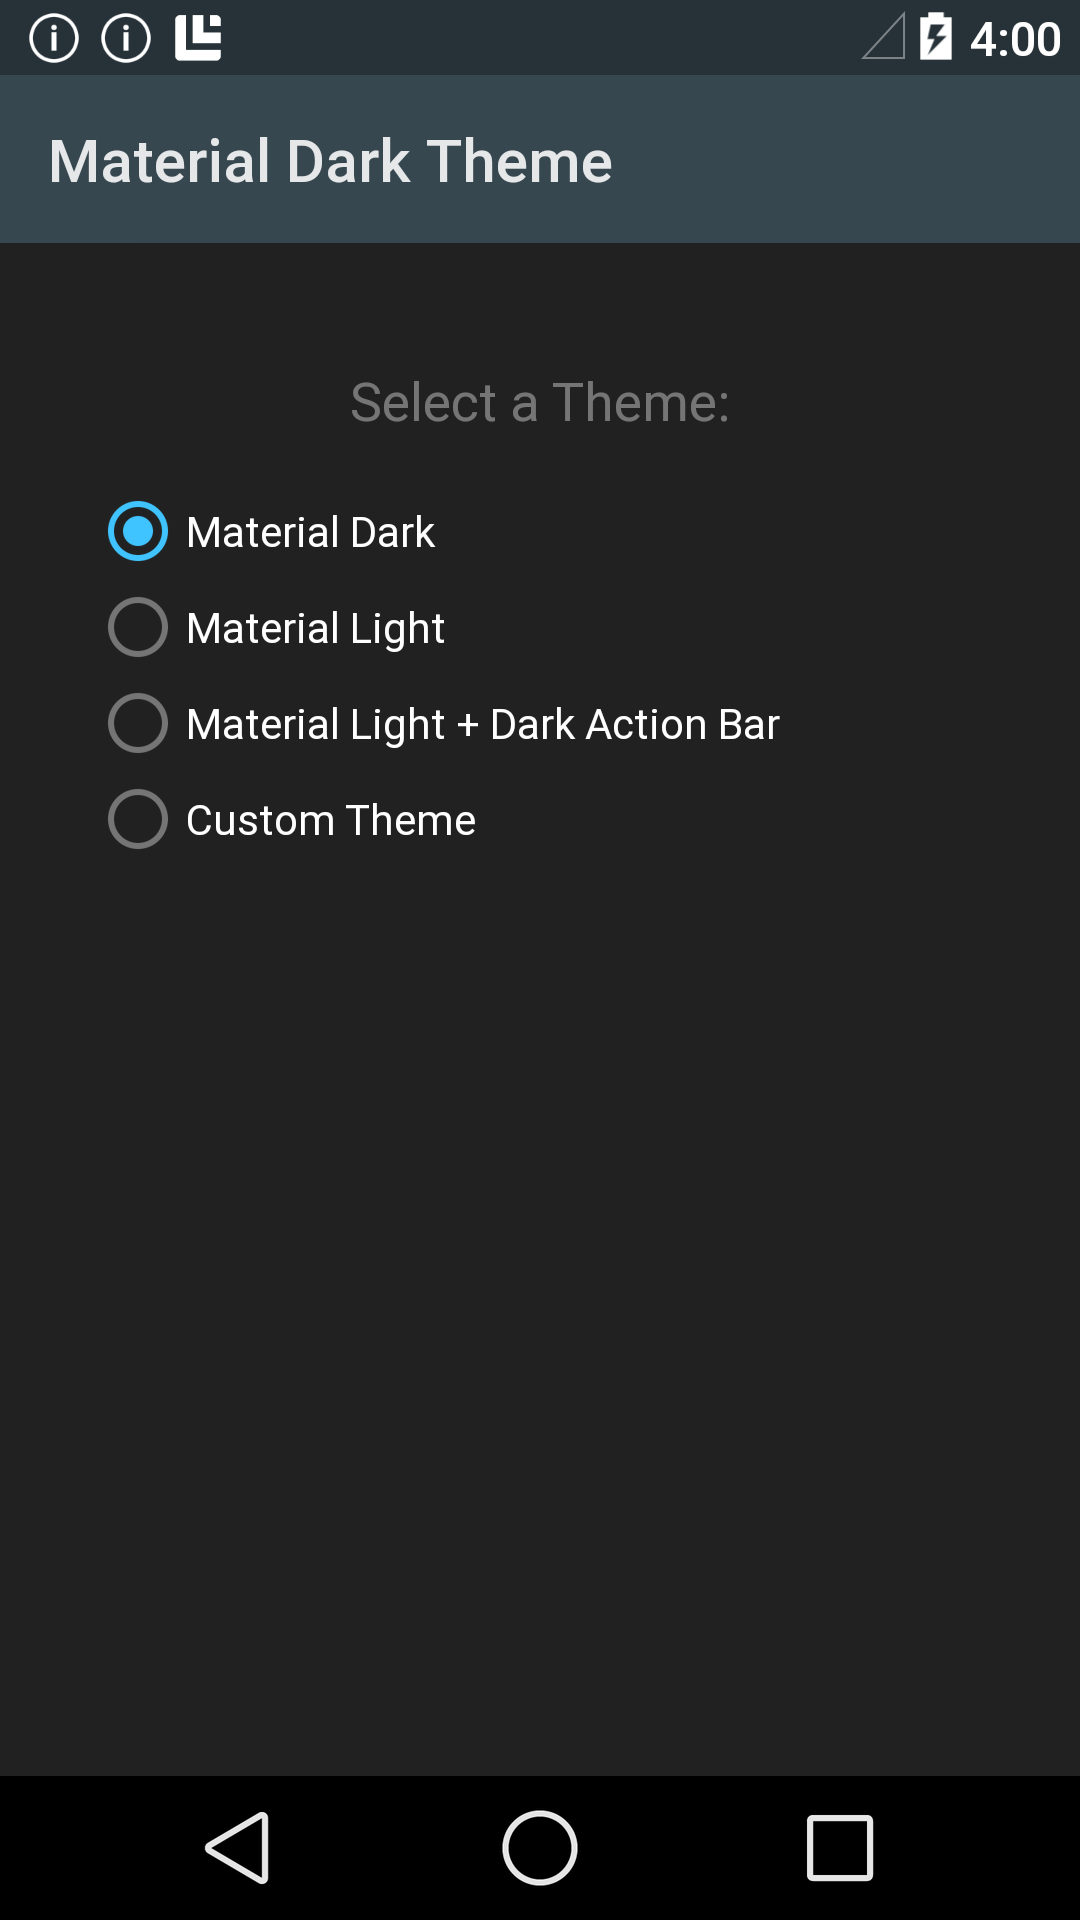 4:00
Material Dark Theme
Select a Theme:
Material Dark
Material Light
Material Light + Dark Action Bar
Custom Theme